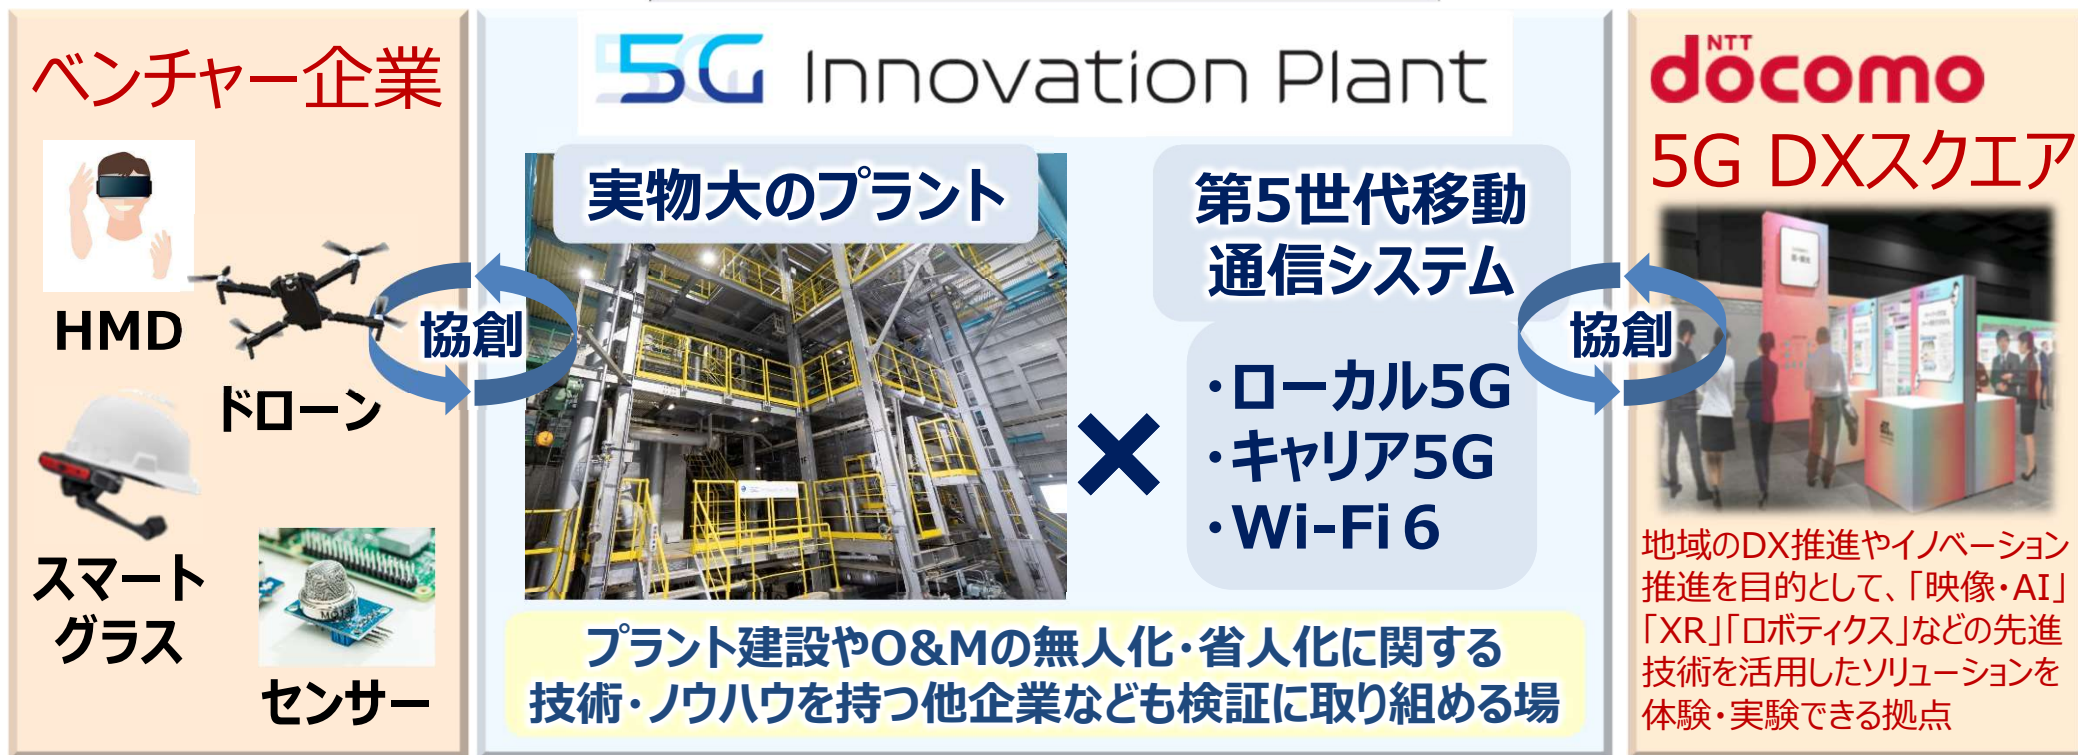 ベンチャー企業
HMD
ドローン
スマート
グラス
センサー
協創
5G Innovation Plant
実物大のプラント
×
第5世代移動
通信システム
・ローカル5G
・キャリア5G
・Wi-Fi 6
プラント建設やO&Mの無人化・省人化に関する
技術・ノウハウを持つ他企業なども検証に取り組める場
協創
NTT
docomo
5G DXスクエア
地域のDX推進やイノベーション
推進を目的として、「映像・AI」
「XR」「ロボティクス」などの先進
技術を活用したソリューションを
体験・実験できる拠点